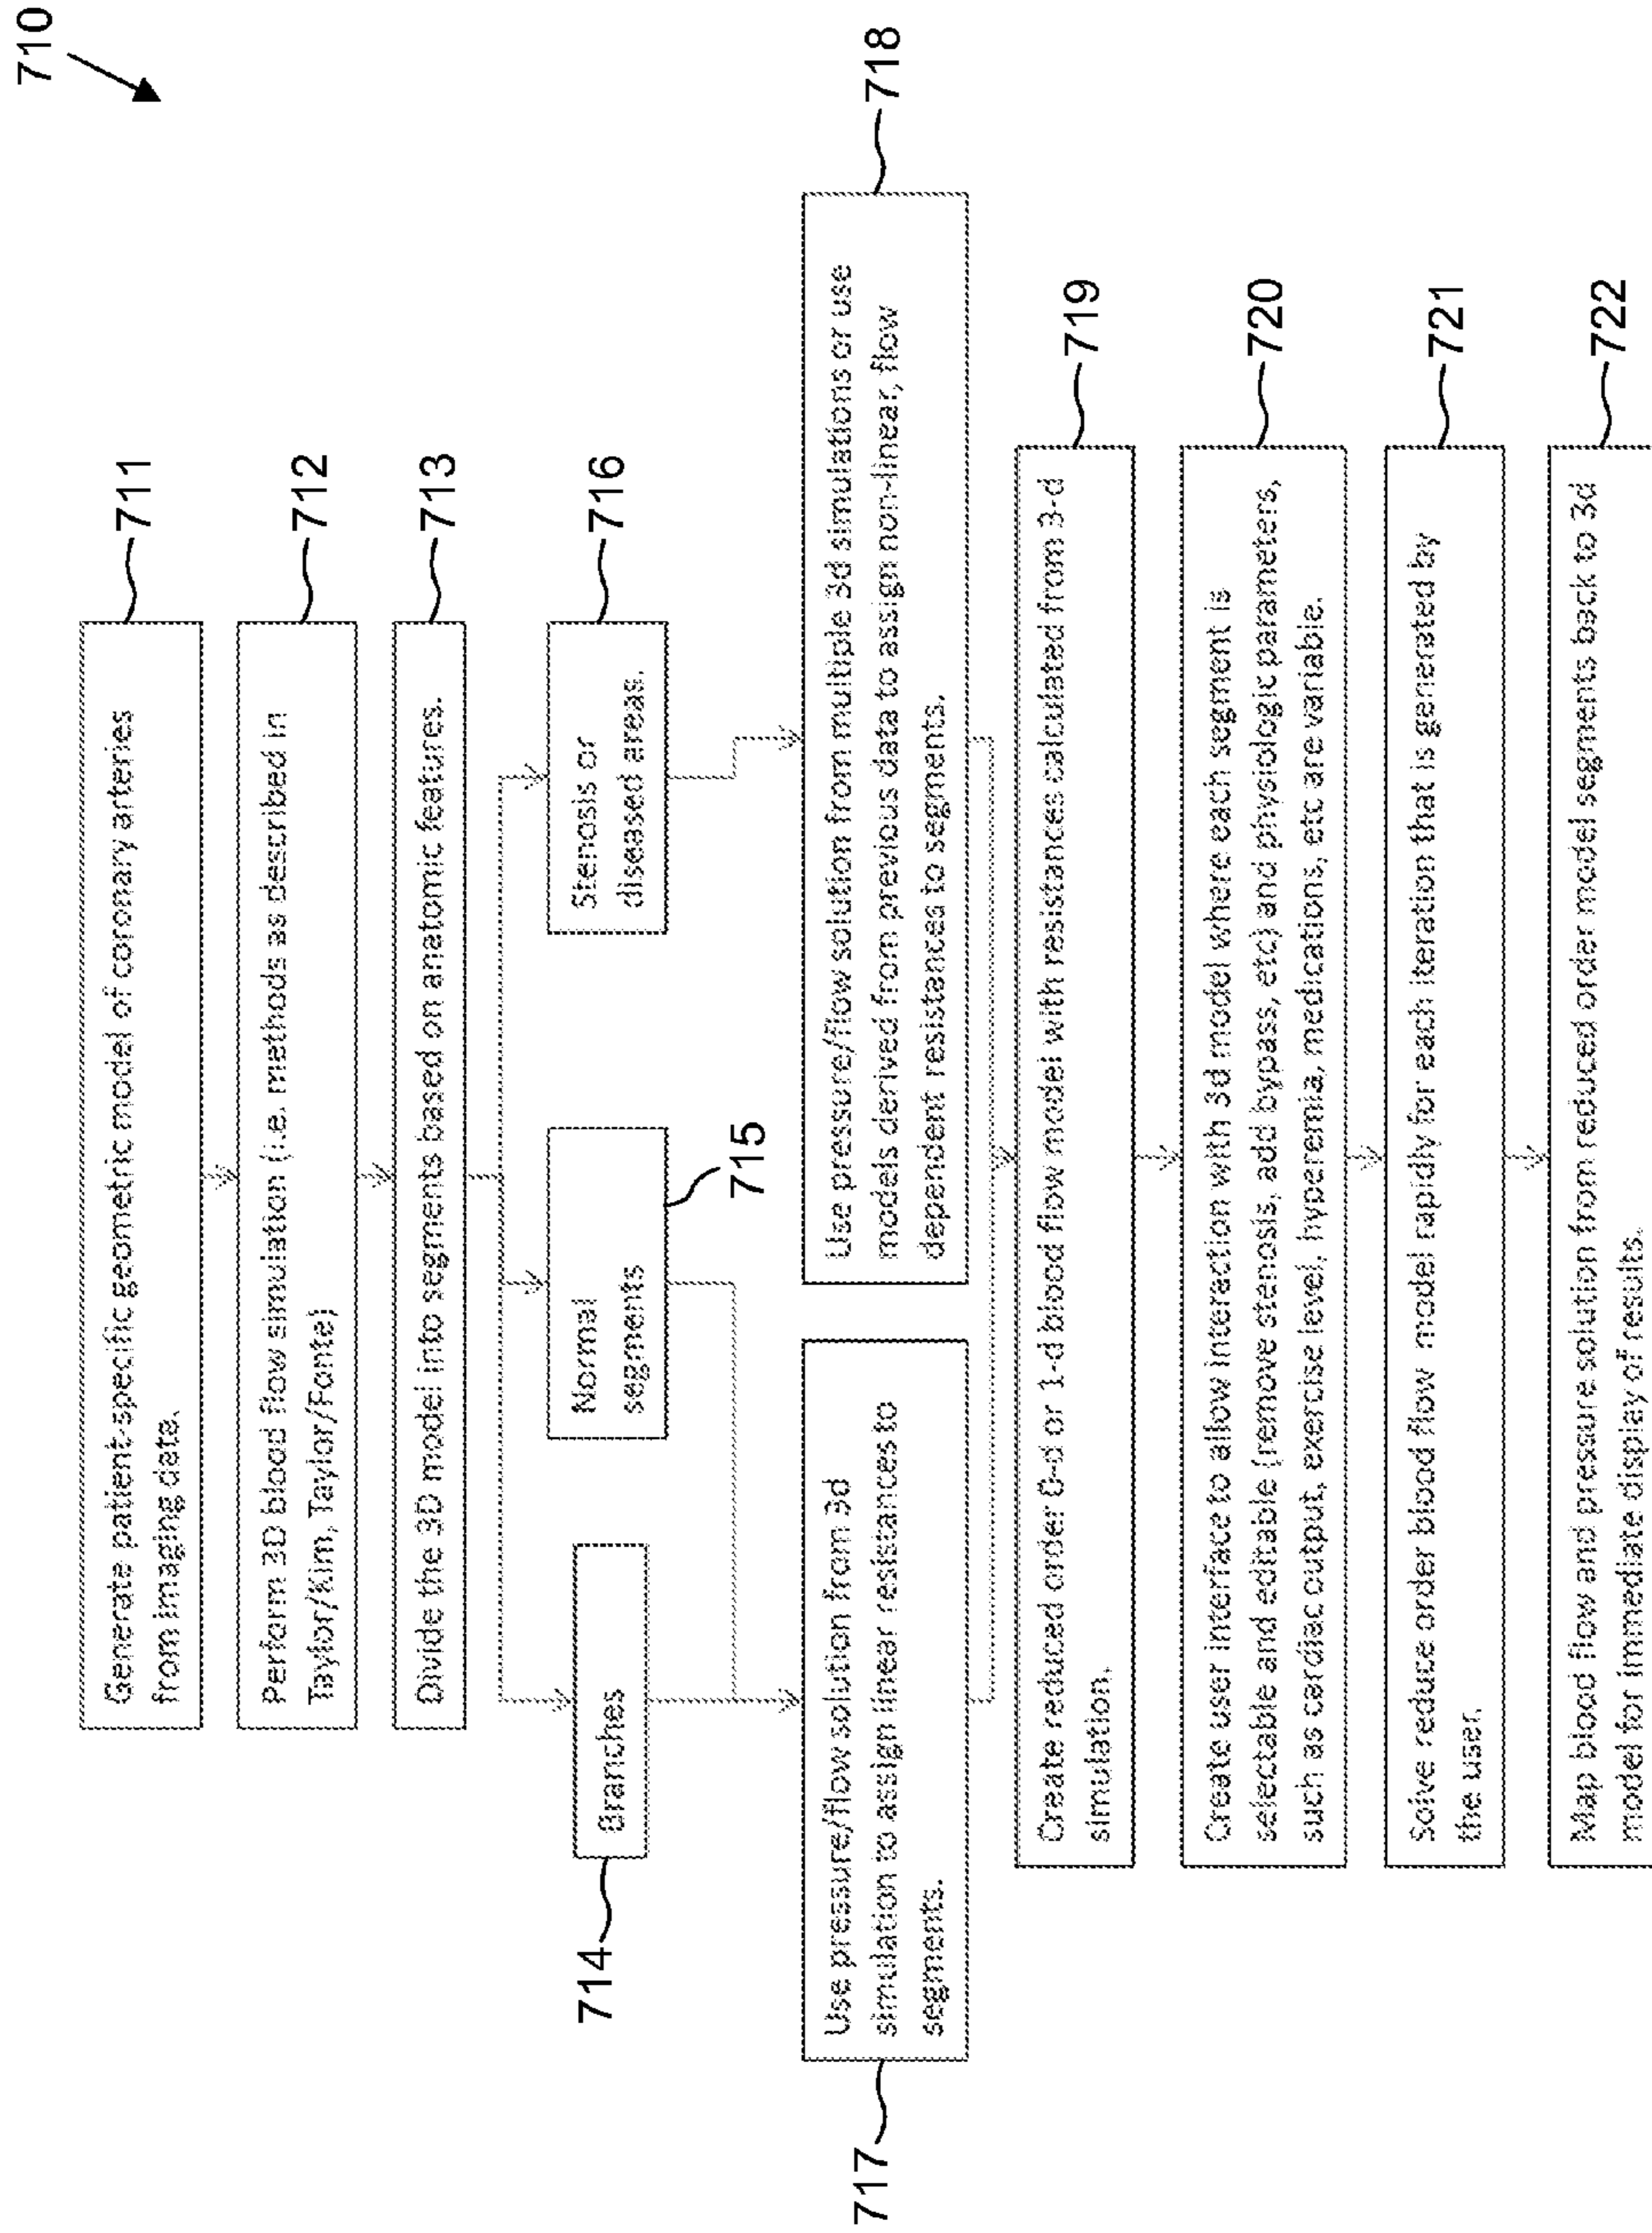 710
Generate patient-specific geometric model of coronary arteries
from imaging data.
711
Perform 3D blood flow simulation (i.e. methods as described in
Taylor/Kim, Taylor/Fonte)
712
Divide the 3D model into segments based on anatomic features.
713
Branches
714
Normal
segments
715
Stenosis or
diseased areas.
716
Use pressure/flow solution from 3d
simulation to assign linear resistances to
segments.
717
Use pressure/flow solution from multiple 3d simulations or use
models derived from previous data to assign non-linear, flow
dependent resistances to segments.
718
Create reduced order 0-d or 1-d blood flow model with resistances calculated from 3-d
simulation.
719
Create user interface to allow interaction with 3d model where each segment is
selectable and editable (remove stenosis, add bypass, etc) and physiologic parameters,
such as cardiac output, exercise level, hyperemia, medications, etc are variable.
720
Solve reduce order blood flow model rapidly for each iteration that is generated by
the user.
721
Map blood flow and pressure solution from reduced order model segments back to 3d
model for immediate display of results.
722